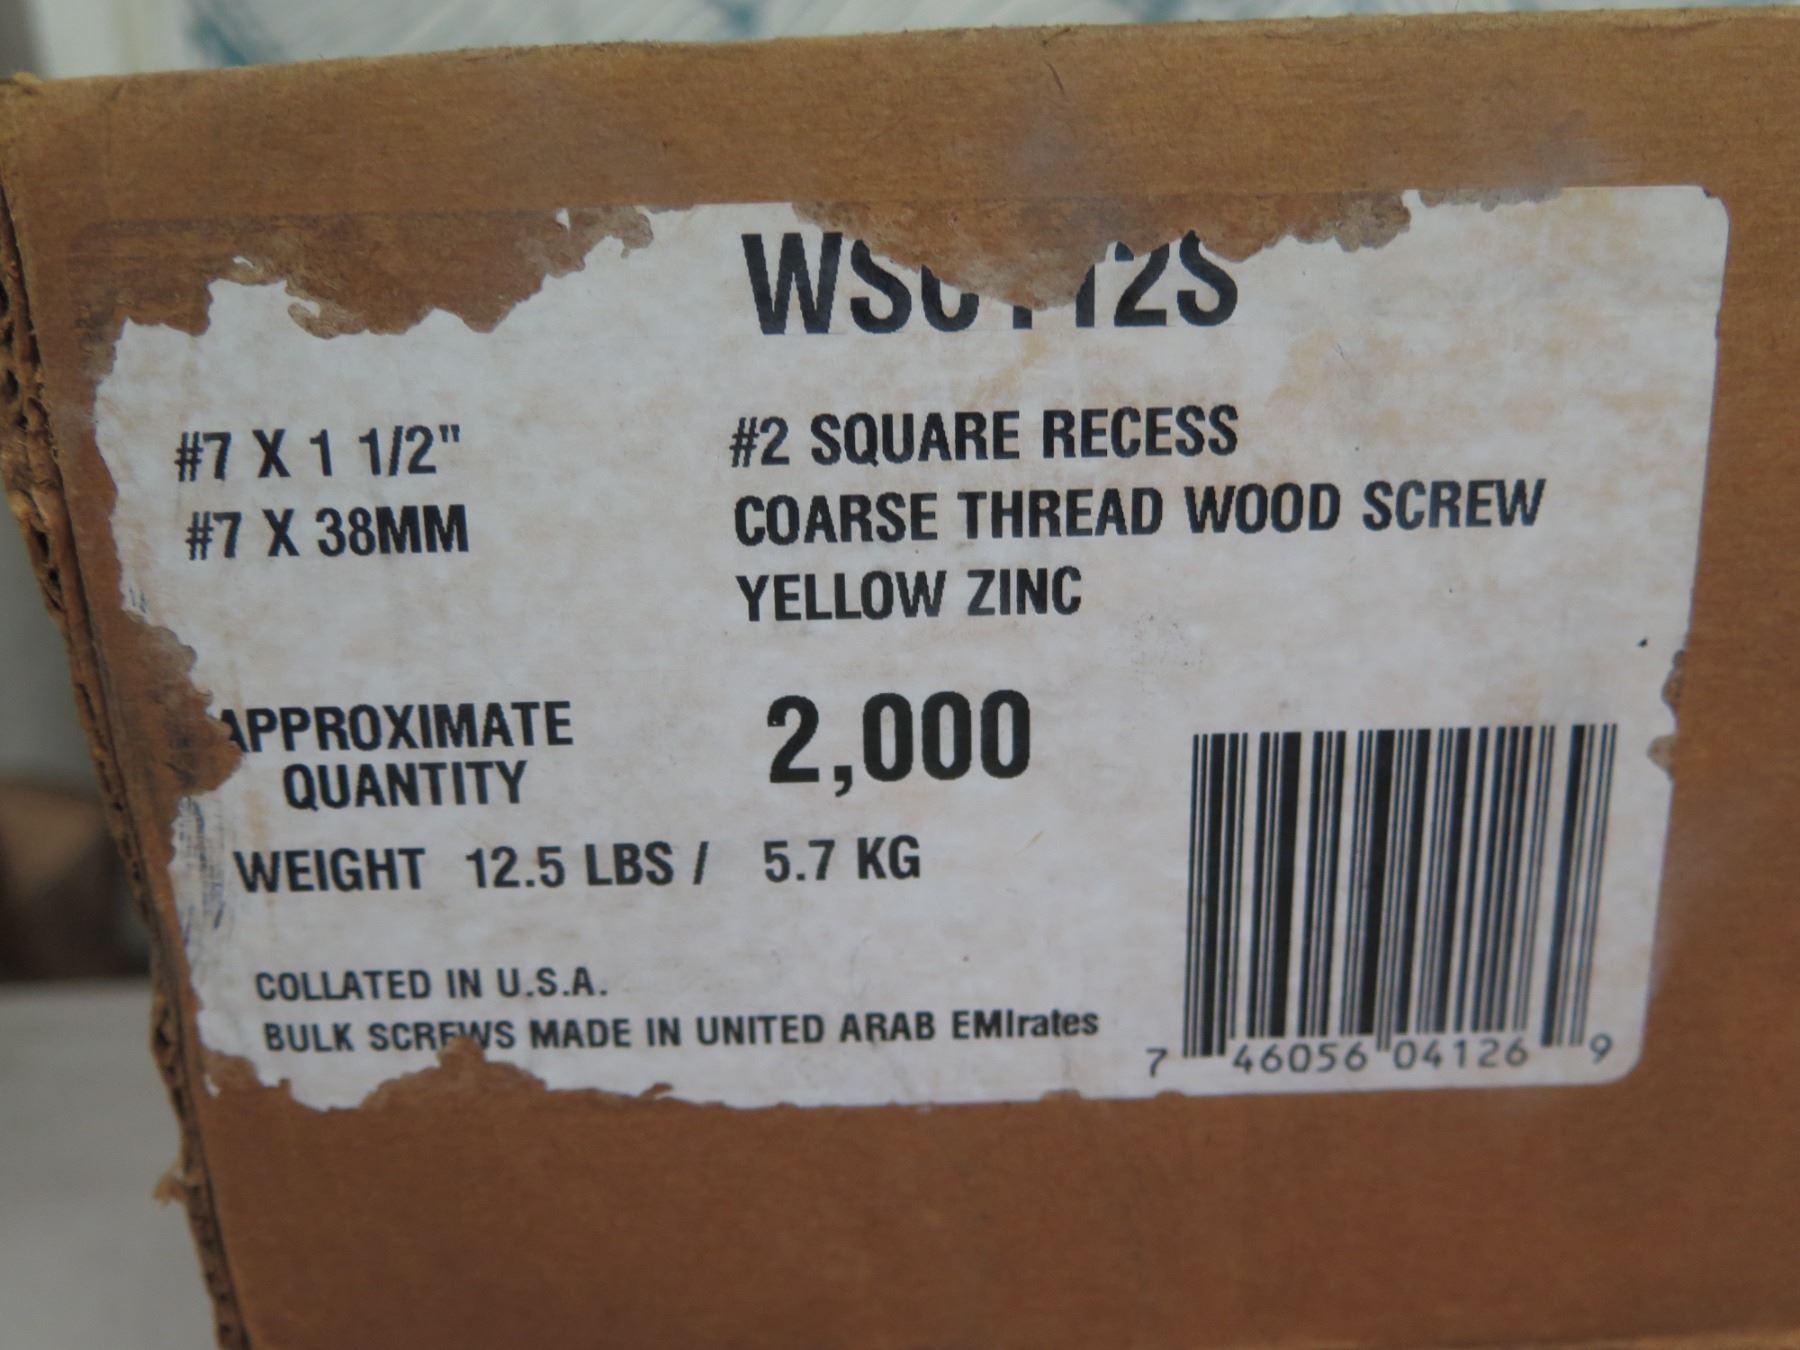 #7 X 1 1/2"
#7 X 38MM
#2 SQUARE RECESS
COARSE THREAD WOOD SCREW
YELLOW ZINC
APPROXIMATE
QUANTITY
2,000
WEIGHT 12.5 LBS / 5.7 KG
COLLATED IN U.S.A.
BULK SCREWS MADE IN UNITED ARAB EMIrates
7 46056 04126 9